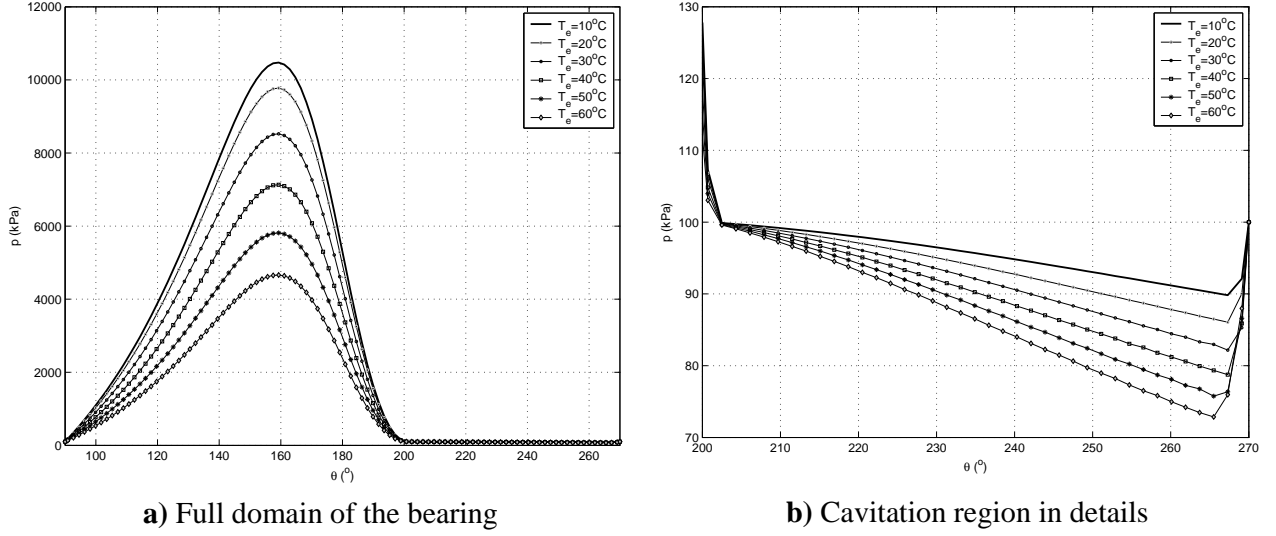 12000
10000
8000
6000
4000
2000
0
p (kPa)
100 120 140 160 180 200 220 240 260
θ (°)
T_e=10°C
T_e=20°C
T_e=30°C
T_e=40°C
T_e=50°C
T_e=60°C
a) Full domain of the bearing
130
120
110
100
90
80
70
p (kPa)
200 210 220 230 240 250 260 270
θ (°)
T_e=10°C
T_e=20°C
T_e=30°C
T_e=40°C
T_e=50°C
T_e=60°C
b) Cavitation region in details